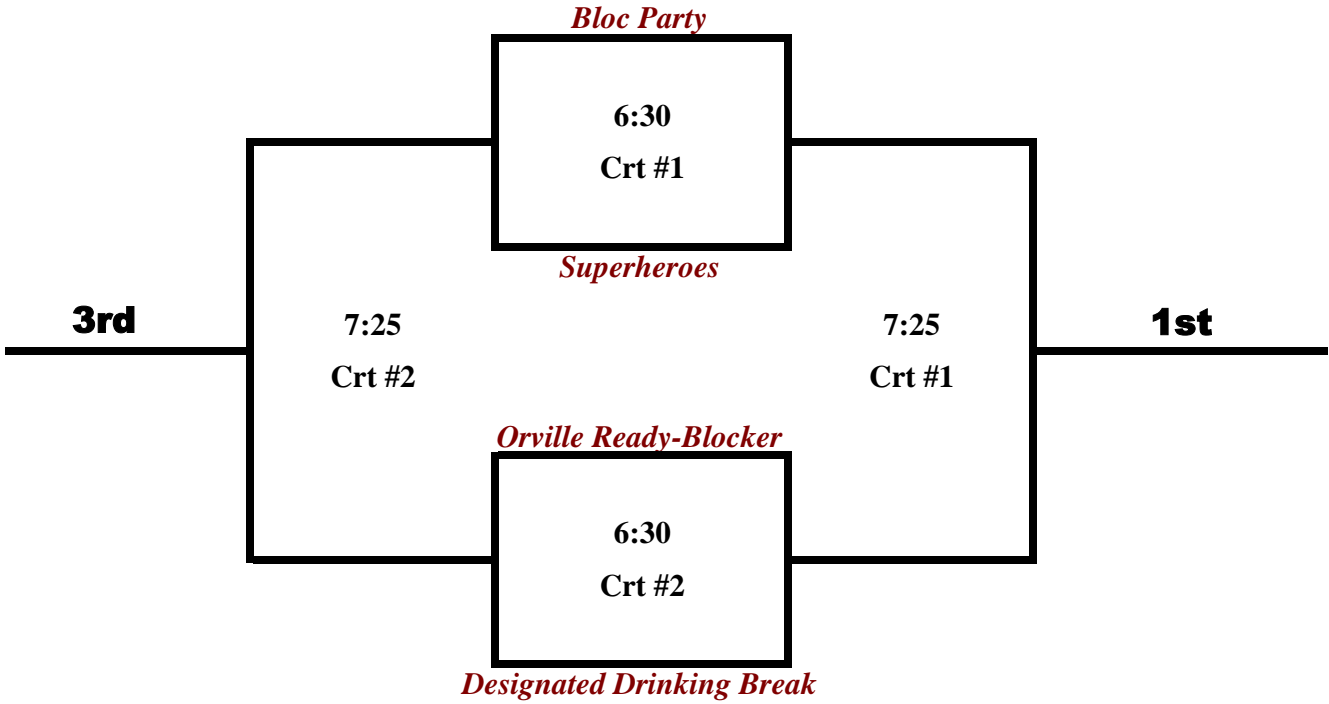 Bloc Party
6:30
Crt #1
Superheroes
3rd
7:25
Crt #2
7:25
Crt #1
1st
Orville Ready-Blocker
6:30
Crt #2
Designated Drinking Break